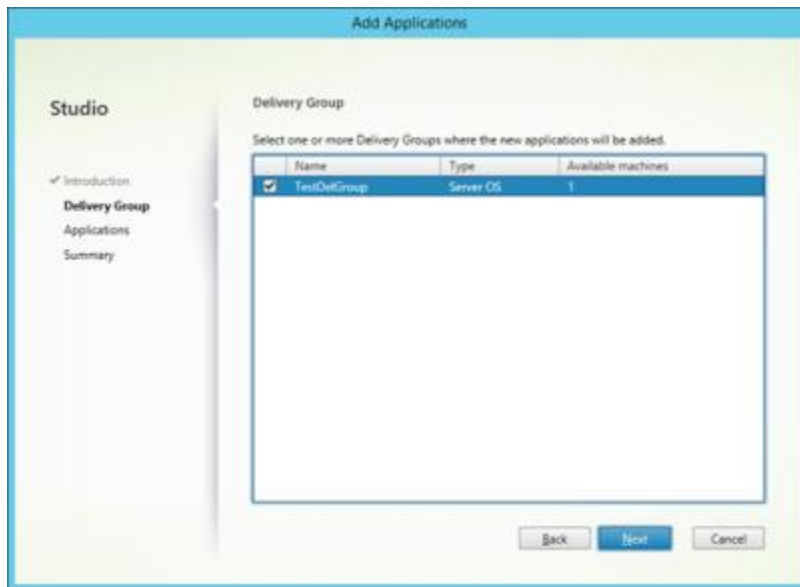 Add Applications
Studio
✔ Introduction
Delivery Group
Applications
Summary
Delivery Group
Select one or more Delivery Groups where the new applications will be added.
Name Type Available machines
TestDelGroup Server OS 1
Back Next Cancel